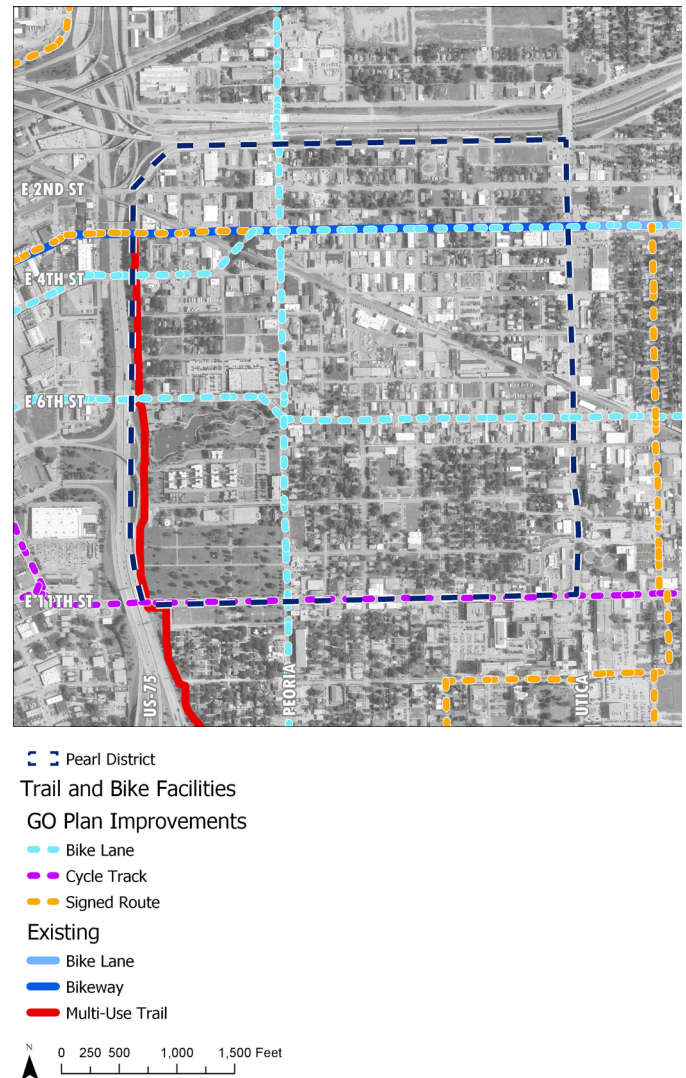 E 2ND ST
E 4TH ST
E 6TH ST
E 11TH ST
US-75
PEORIA
UTICA
Pearl District
Trail and Bike Facilities
GO Plan Improvements
Bike Lane
Cycle Track
Signed Route
Existing
Bike Lane
Bikeway
Multi-Use Trail
N
0 250 500 1,000 1,500 Feet